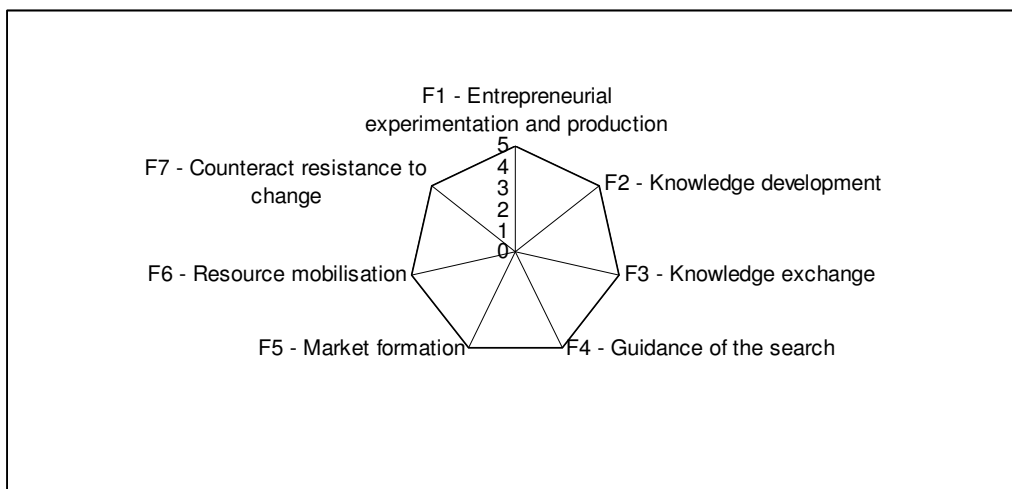 F1 - Entrepreneurial
experimentation and production
5
4
3
2
1
0
F7 - Counteract resistance to
change
F2 - Knowledge development
F6 - Resource mobilisation
F3 - Knowledge exchange
F5 - Market formation
F4 - Guidance of the search